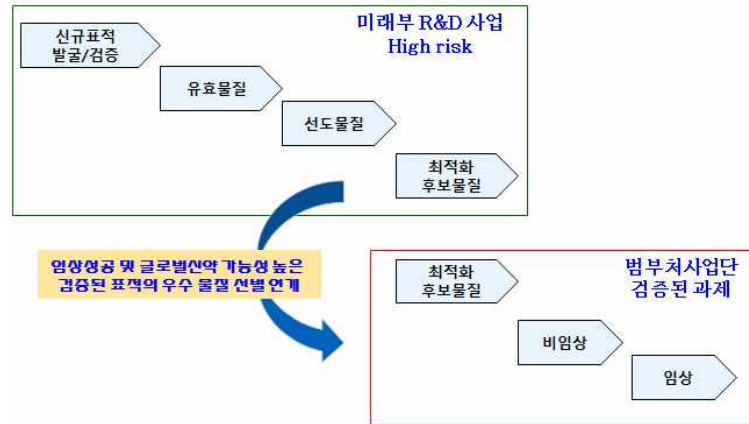 미래부 R&D 사업
High risk
신규표적
발굴/검증
유효물질
선도물질
최적화
후보물질
임상성공 및 글로벌신약 가능성 높은
검증된 표적의 우수 물질 선별 연계
최적화
후보물질
범부처사업단
검증된 과제
비임상
임상